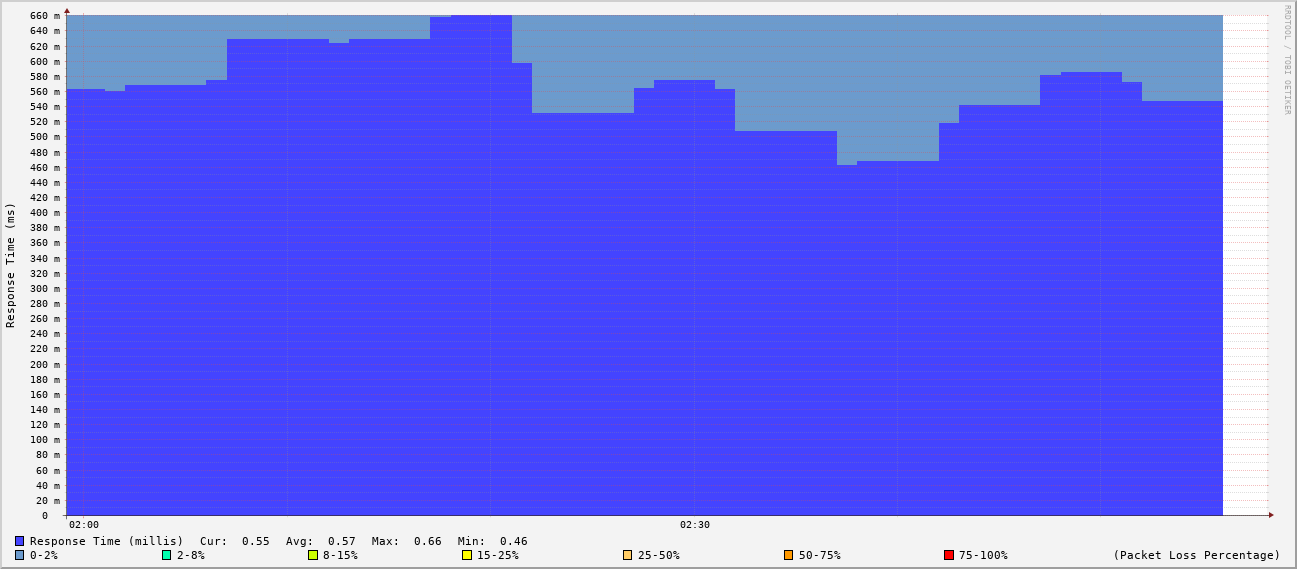 RRDTOOL / TOBI OETIKER
Response Time (ms)
660 m
640 m
620 m
600 m
580 m
560 m
540 m
520 m
500 m
480 m
460 m
440 m
420 m
400 m
380 m
360 m
340 m
320 m
300 m
280 m
260 m
240 m
220 m
200 m
180 m
160 m
140 m
120 m
100 m
80 m
60 m
40 m
20 m
0
02:00 02:30
Response Time (millis) Cur: 0.55 Avg: 0.57 Max: 0.66 Min: 0.46
0-2% 2-8% 8-15% 15-25% 25-50% 50-75% 75-100% (Packet Loss Percentage)